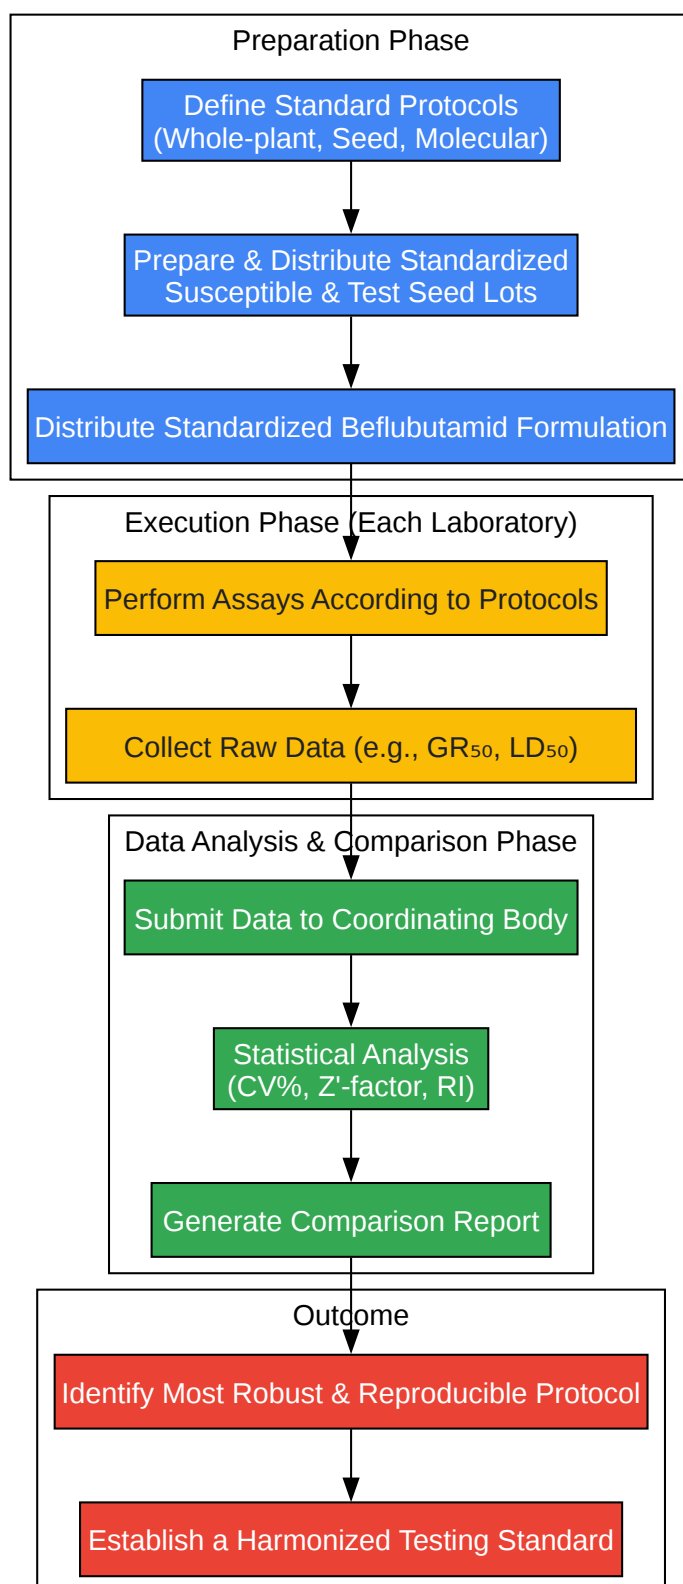 Preparation Phase
Define Standard Protocols
(Whole-plant, Seed, Molecular)
Prepare & Distribute Standardized
Susceptible & Test Seed Lots
Distribute Standardized Beflubutamid Formulation
Execution Phase (Each Laboratory)
Perform Assays According to Protocols
Collect Raw Data (e.g., GR₅₀, LD₅₀)
Data Analysis & Comparison Phase
Submit Data to Coordinating Body
Statistical Analysis
(CV%, Z'-factor, RI)
Generate Comparison Report
Outcome
Identify Most Robust & Reproducible Protocol
Establish a Harmonized Testing Standard